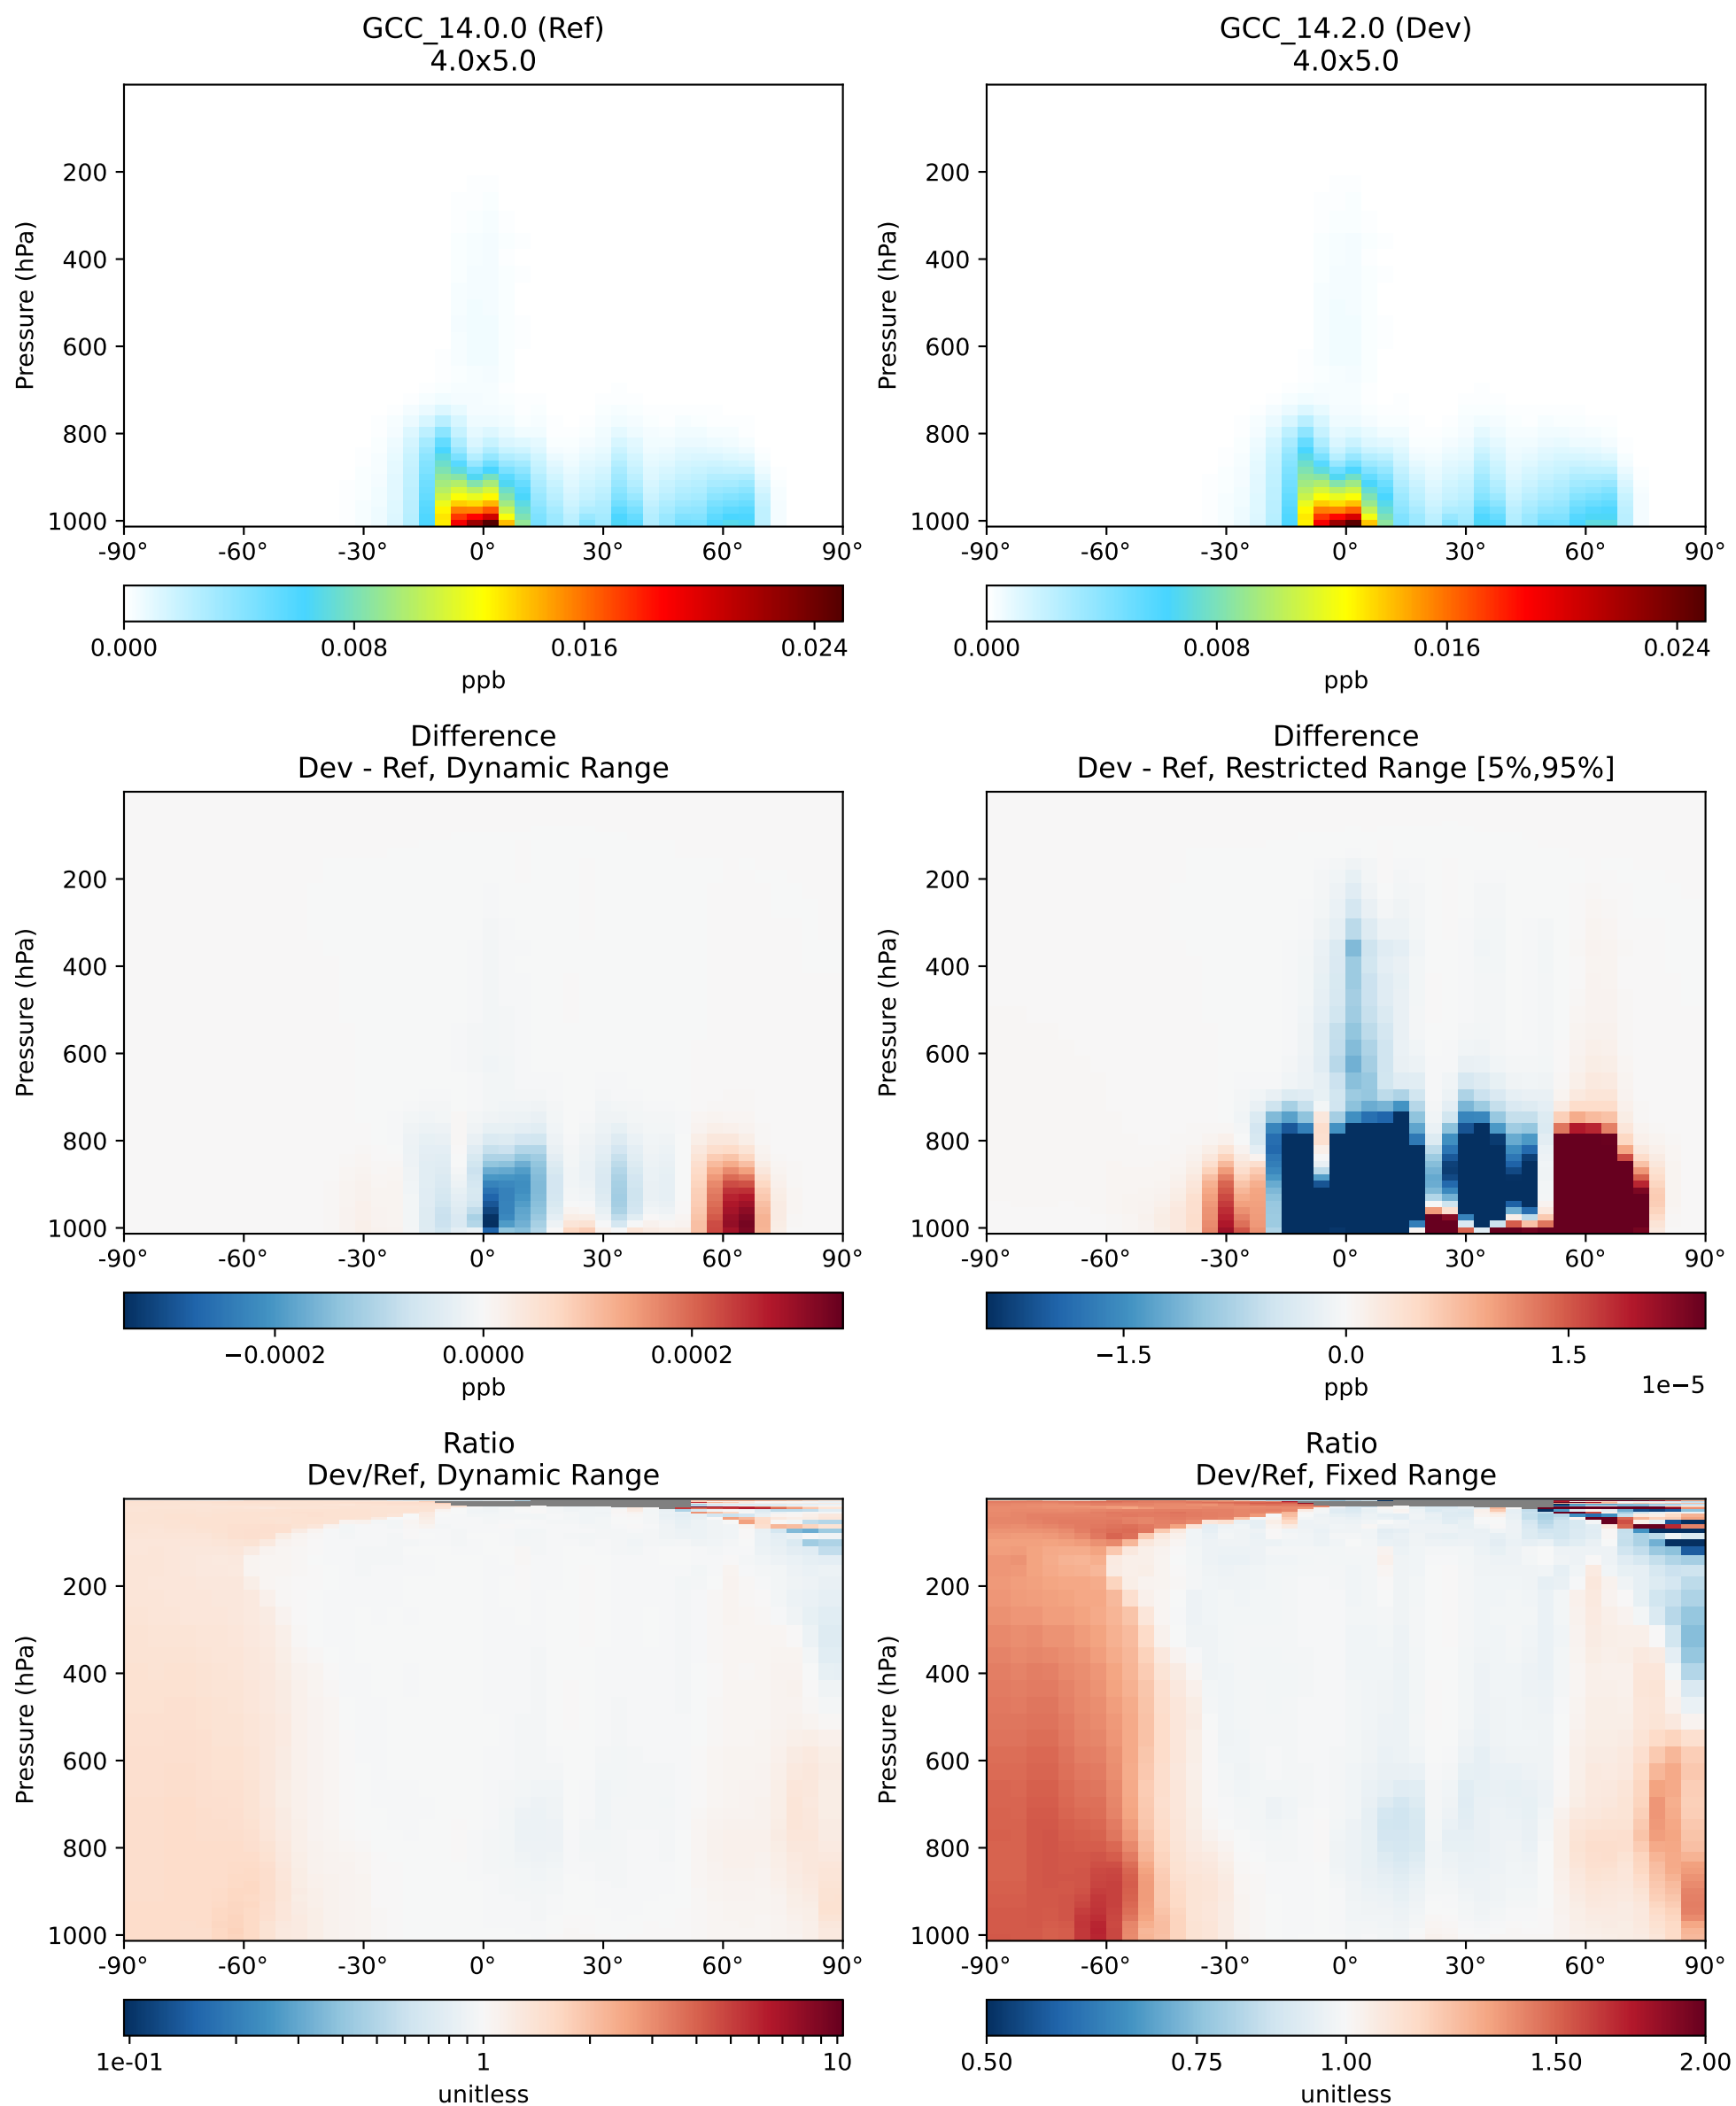 GCC_14.0.0 (Ref)
4.0x5.0
Pressure (hPa)
200
400
600
800
1000
-90° -60° -30° 0° 30° 60° 90°
0.000 0.008 0.016 0.024
ppb
GCC_14.2.0 (Dev)
4.0x5.0
Pressure (hPa)
200
400
600
800
1000
-90° -60° -30° 0° 30° 60° 90°
0.000 0.008 0.016 0.024
ppb
Difference
Dev - Ref, Dynamic Range
Pressure (hPa)
200
400
600
800
1000
-90° -60° -30° 0° 30° 60° 90°
−0.0002 0.0000 0.0002
ppb
Difference
Dev - Ref, Restricted Range [5%,95%]
Pressure (hPa)
200
400
600
800
1000
-90° -60° -30° 0° 30° 60° 90°
−1.5 0.0 1.5
1e−5
ppb
Ratio
Dev/Ref, Dynamic Range
Pressure (hPa)
200
400
600
800
1000
-90° -60° -30° 0° 30° 60° 90°
1e-01 1 10
unitless
Ratio
Dev/Ref, Fixed Range
Pressure (hPa)
200
400
600
800
1000
-90° -60° -30° 0° 30° 60° 90°
0.50 0.75 1.00 1.50 2.00
unitless